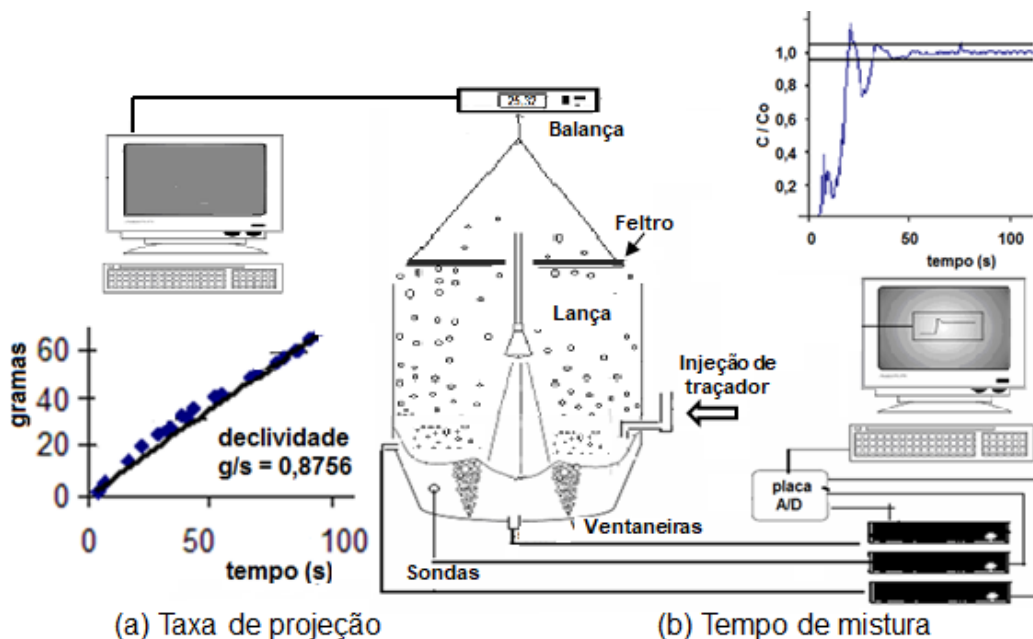 25.37
Balança
Feltro
Lança
Injeção de
traçador
Ventaneiras
Sondas
placa
A/D
C / Co
1,0
0,8
0,6
0,4
0,2
0
50
100
tempo (s)
gramas
60
40
20
0
declividade
g/s = 0,8756
0
50
100
tempo (s)
(a) Taxa de projeção
(b) Tempo de mistura